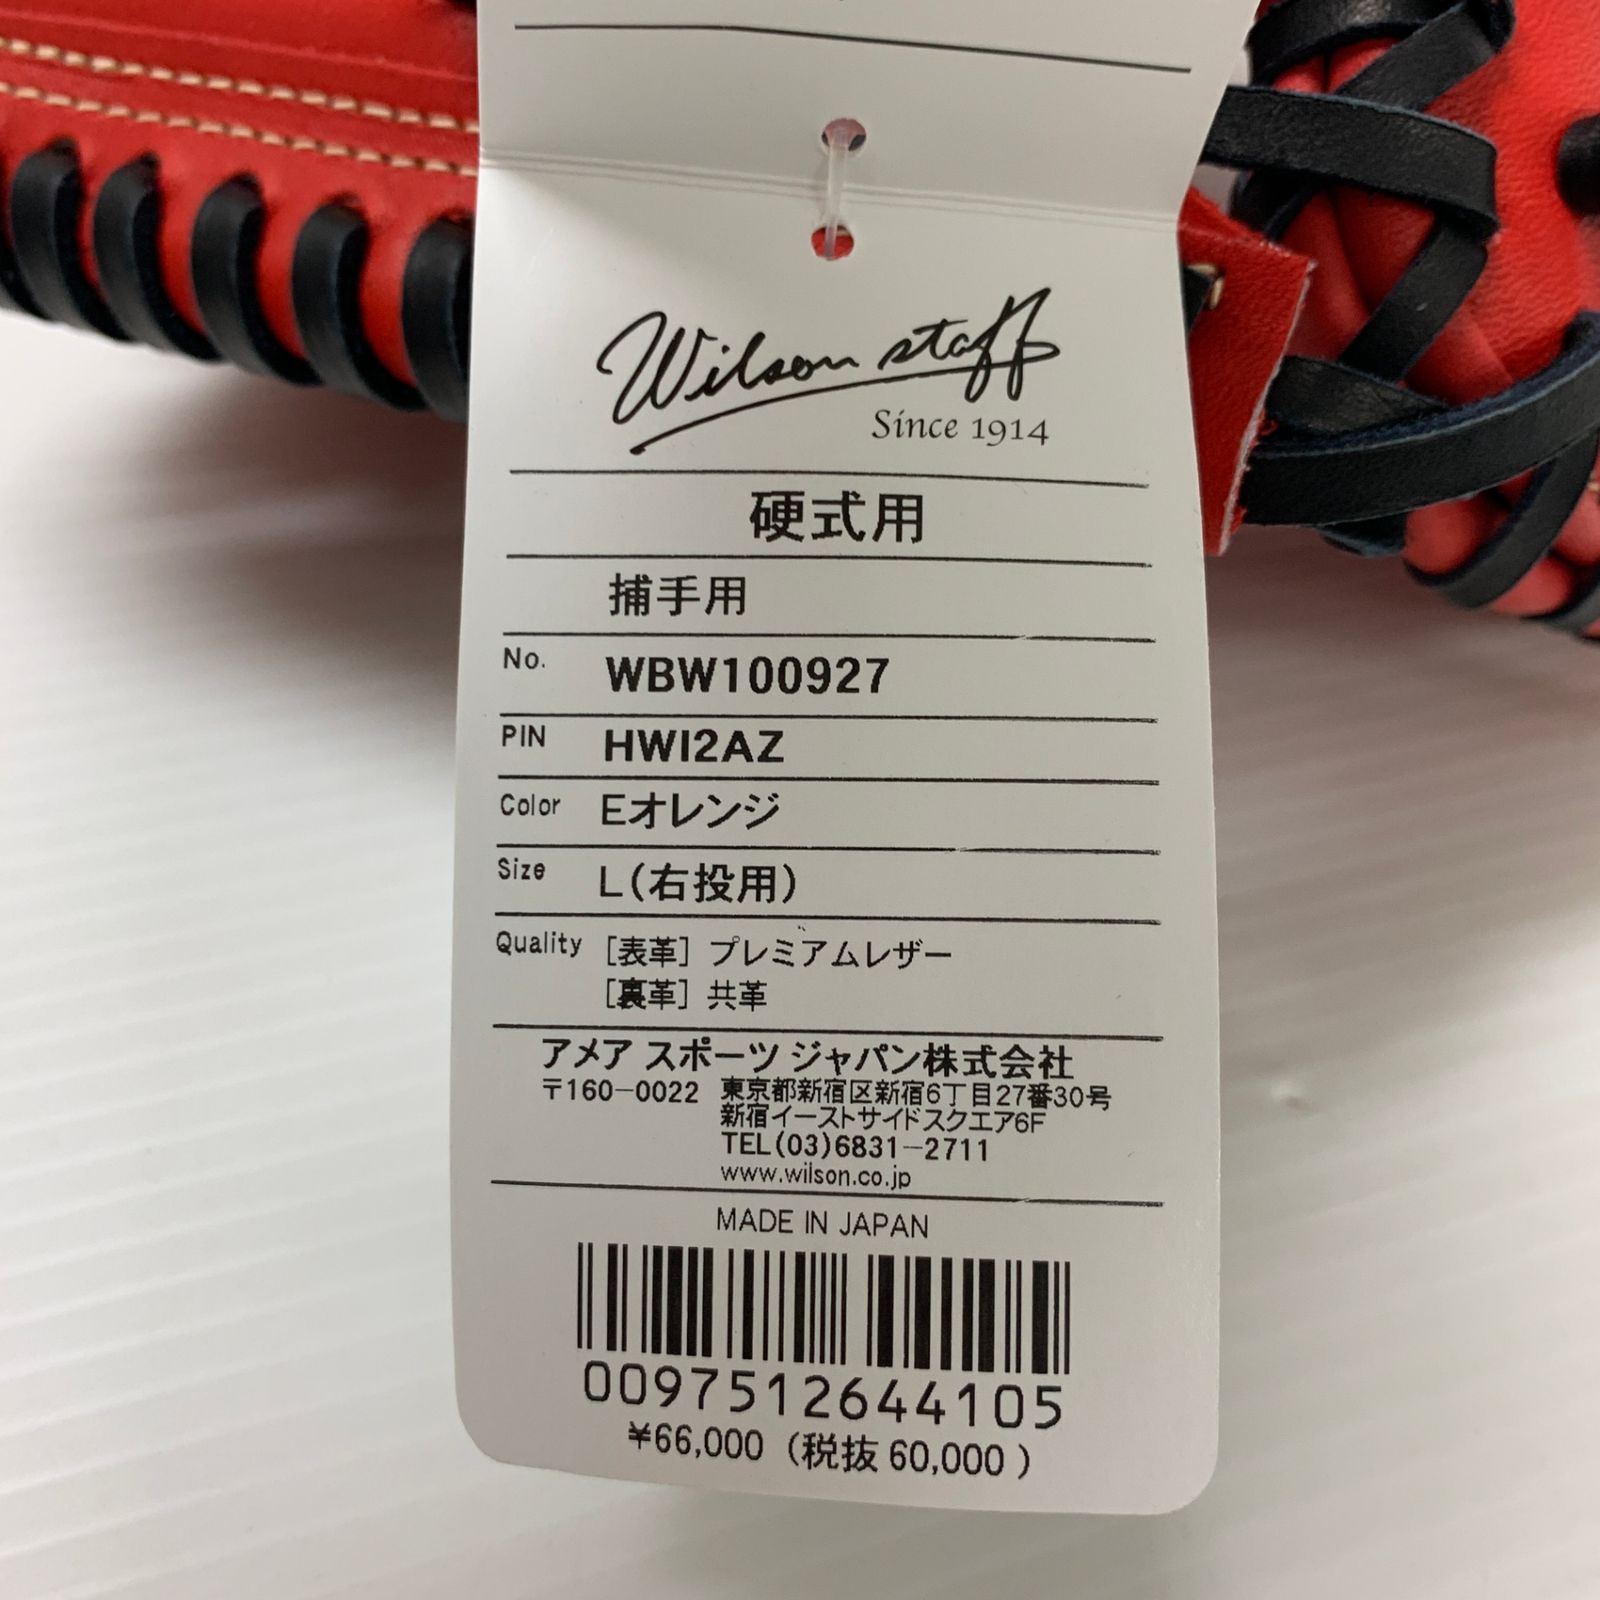 Wilson staff
Since 1914
硬式用
捕手用
No. WBW100927
PIN HWI2AZ
Color Eオレンジ
Size L(右投用)
Quality [表革] プレミアムレザー
[裏革] 共革
アメア スポーツ ジャパン株式会社
〒160-0022 東京都新宿区新宿6丁目27番30号
新宿イーストサイドスクエア6F
TEL(03)6831-2711
www.wilson.co.jp
MADE IN JAPAN
0097512644105
¥66,000 (税抜 60,000 )